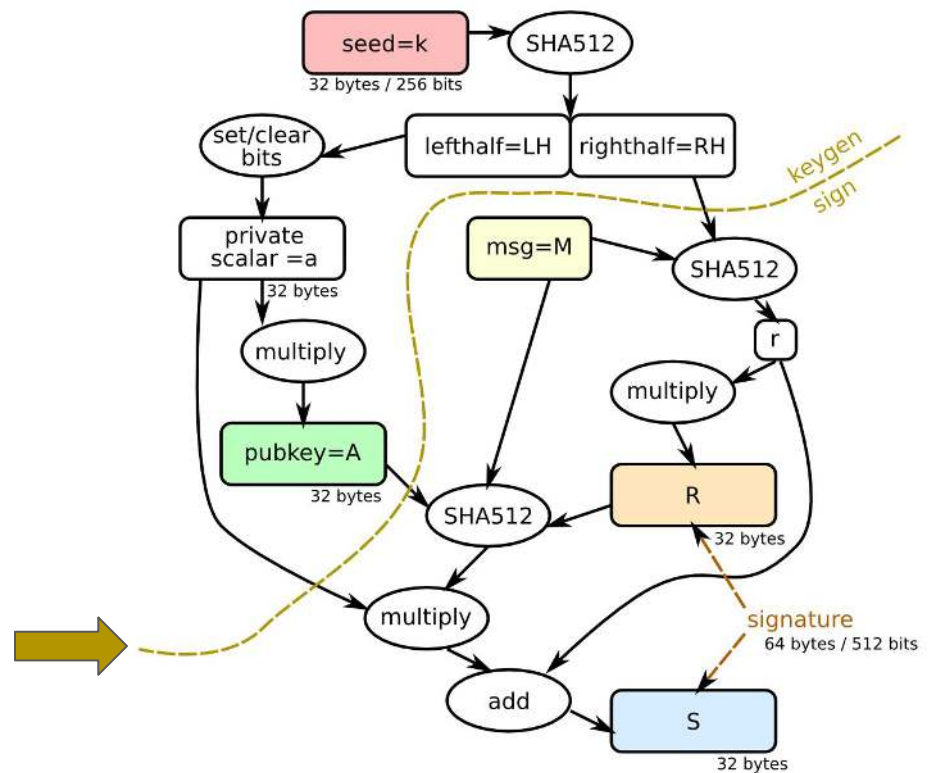 seed=k
SHA512
32 bytes / 256 bits
set/clear
bits
lefthalf=LH
righthalf=RH
keygen
sign
private
scalar =a
32 bytes
msg=M
SHA512
r
multiply
multiply
pubkey=A
32 bytes
R
32 bytes
SHA512
multiply
signature
64 bytes / 512 bits
add
S
32 bytes